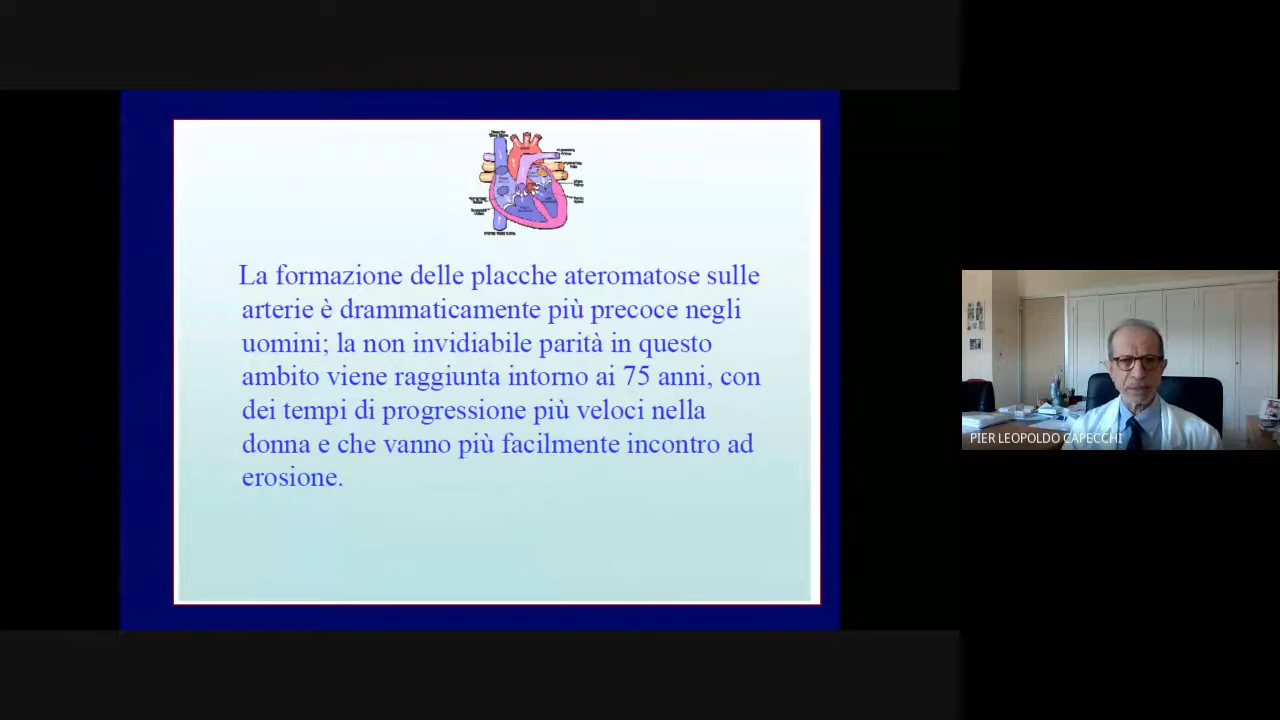 La formazione delle placche ateromatose sulle
arterie è drammaticamente più precoce negli
uomini; la non invidiabile parità in questo
ambito viene raggiunta intorno ai 75 anni, con
dei tempi di progressione più veloci nella
donna e che vanno più facilmente incontro ad
erosione.
PIER LEOPOLDO CAPECCHI